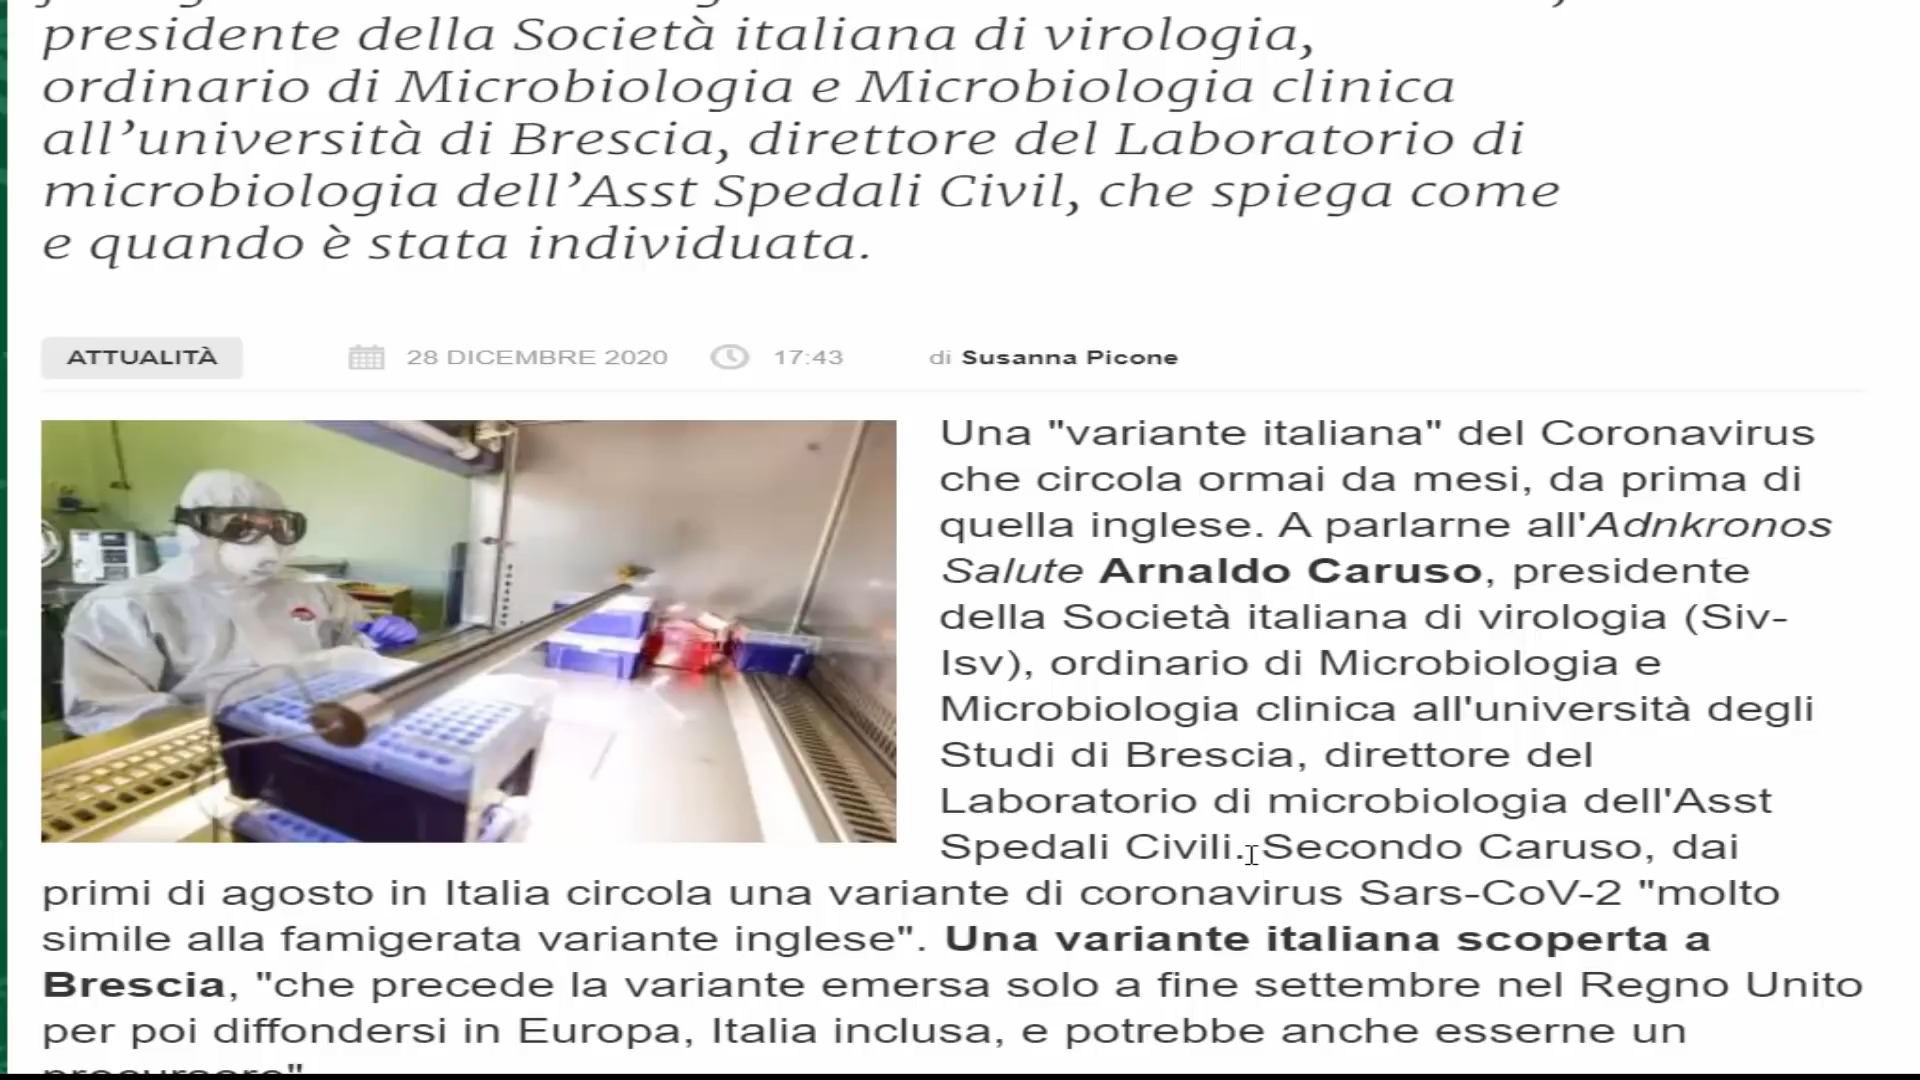 presidente della Società italiana di virologia,
ordinario di Microbiologia e Microbiologia clinica
all’università di Brescia, direttore del Laboratorio di
microbiologia dell’Asst Spedali Civil, che spiega come
e quando è stata individuata.
ATTUALITÀ 28 DICEMBRE 2020 17:43 di Susanna Picone
Una "variante italiana" del Coronavirus
che circola ormai da mesi, da prima di
quella inglese. A parlarne all'Adnkronos
Salute Arnaldo Caruso, presidente
della Società italiana di virologia (Siv-
Isv), ordinario di Microbiologia e
Microbiologia clinica all'università degli
Studi di Brescia, direttore del
Laboratorio di microbiologia dell'Asst
Spedali Civili. Secondo Caruso, dai
primi di agosto in Italia circola una variante di coronavirus Sars-CoV-2 "molto
simile alla famigerata variante inglese". Una variante italiana scoperta a
Brescia, "che precede la variante emersa solo a fine settembre nel Regno Unito
per poi diffondersi in Europa, Italia inclusa, e potrebbe anche esserne un